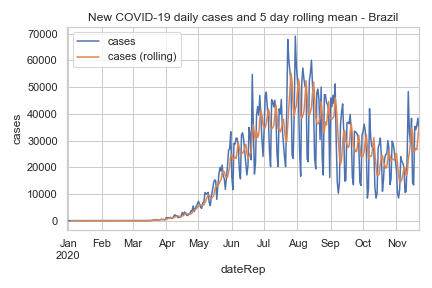 New COVID-19 daily cases and 5 day rolling mean - Brazil
cases
cases (rolling)
70000
60000
50000
40000
30000
20000
10000
0
cases
Jan Feb Mar Apr May Jun Jul Aug Sep Oct Nov
2020
dateRep